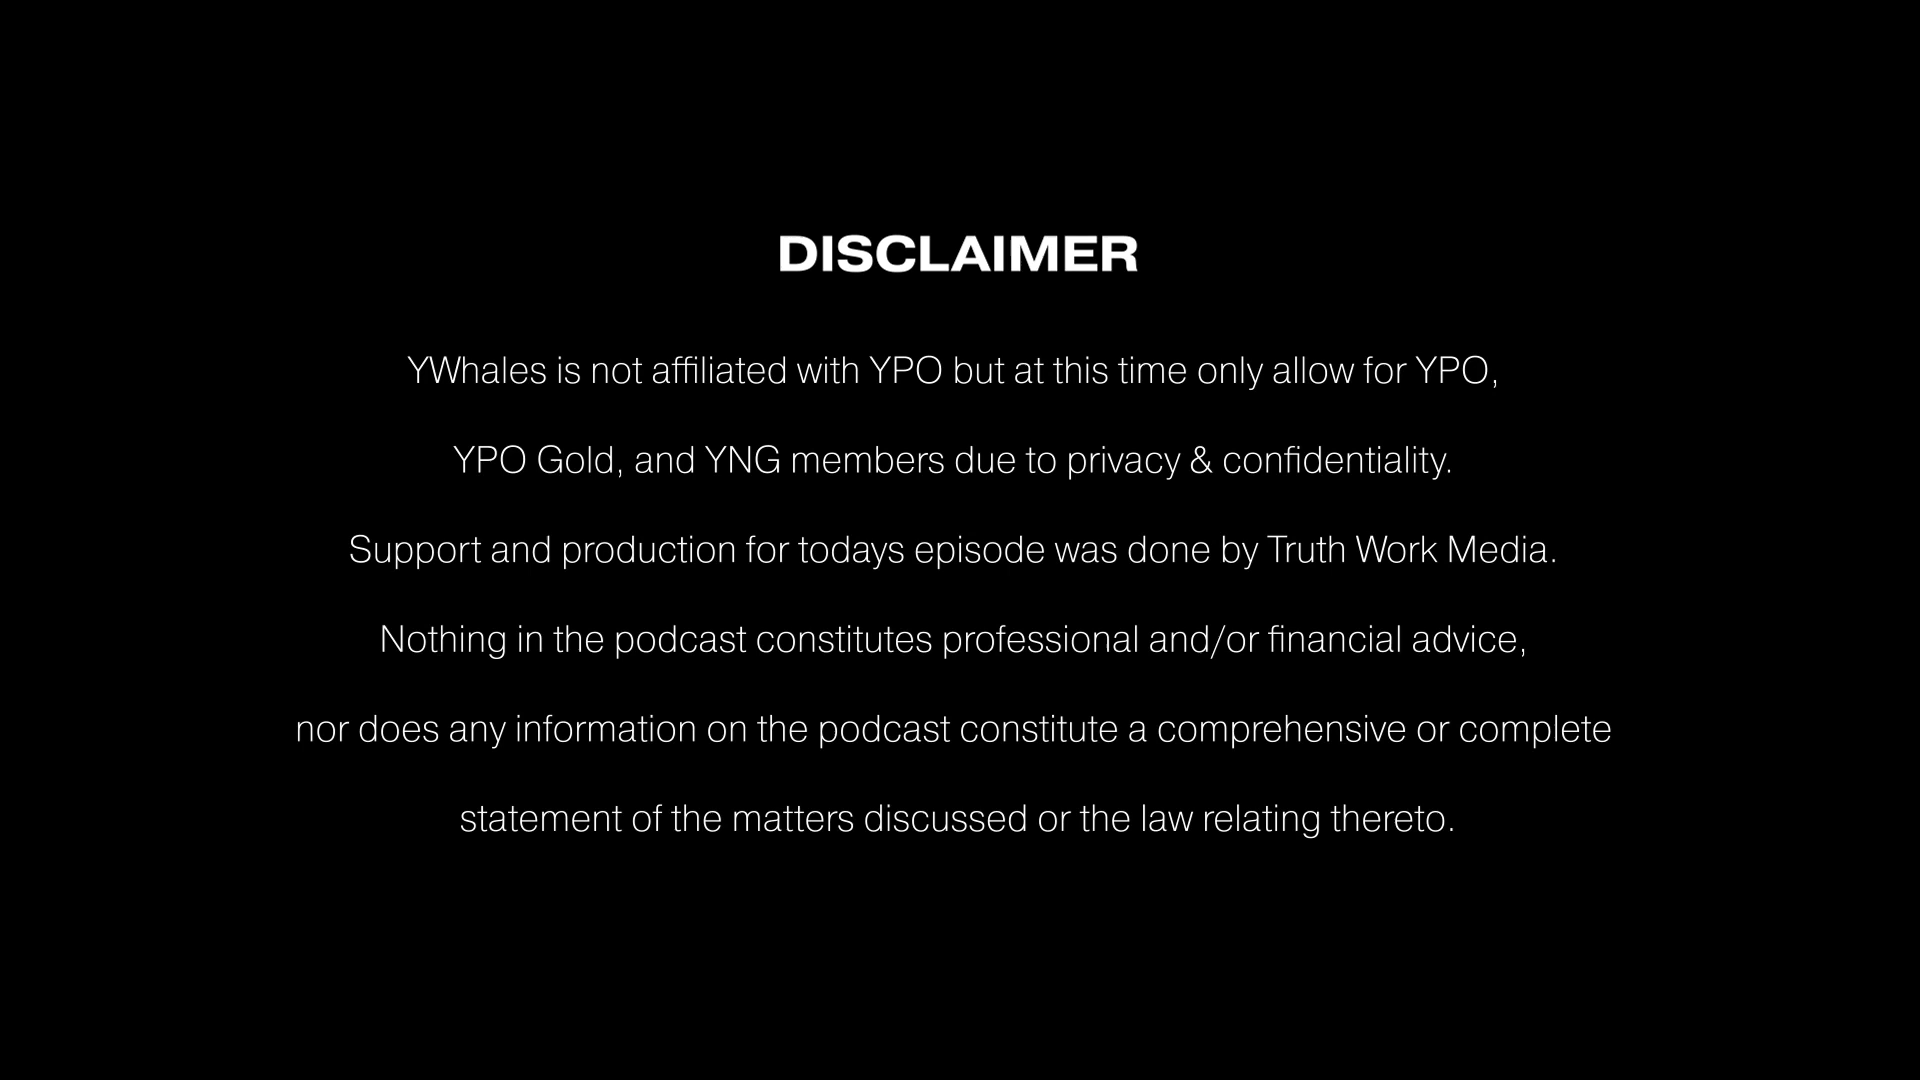 DISCLAIMER
YWhales is not affiliated with YPO but at this time only allow for YPO,
YPO Gold, and YNG members due to privacy & confidentiality.
Support and production for todays episode was done by Truth Work Media.
Nothing in the podcast constitutes professional and/or financial advice,
nor does any information on the podcast constitute a comprehensive or complete
statement of the matters discussed or the law relating thereto.